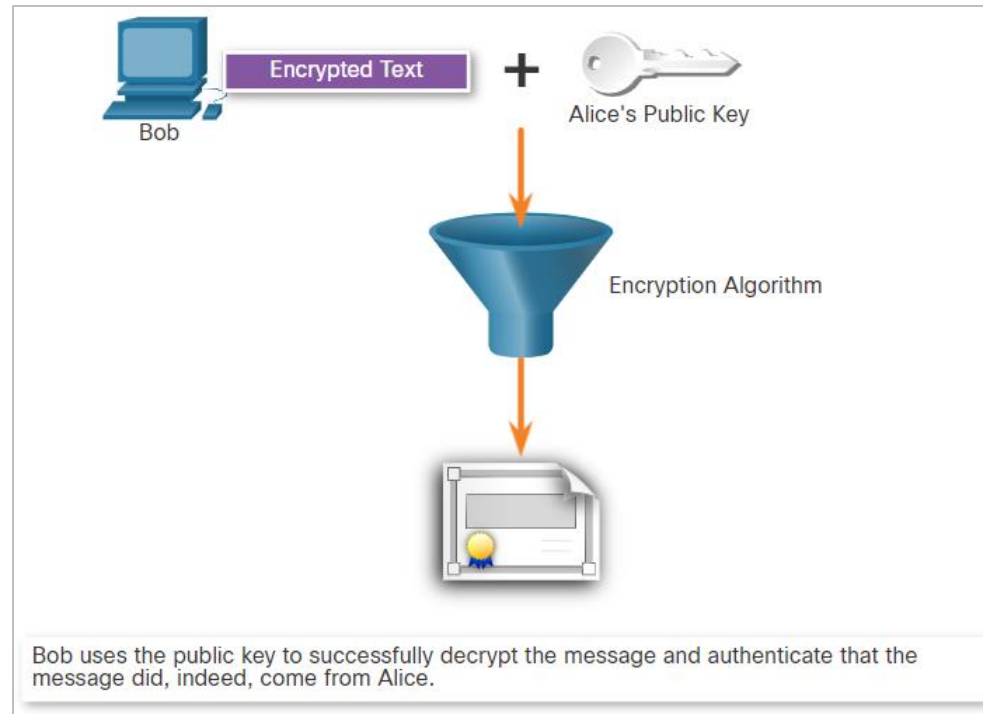 Encrypted Text
Alice's Public Key
Bob
Encryption Algorithm
Bob uses the public key to successfully decrypt the message and authenticate that the
message did, indeed, come from Alice.